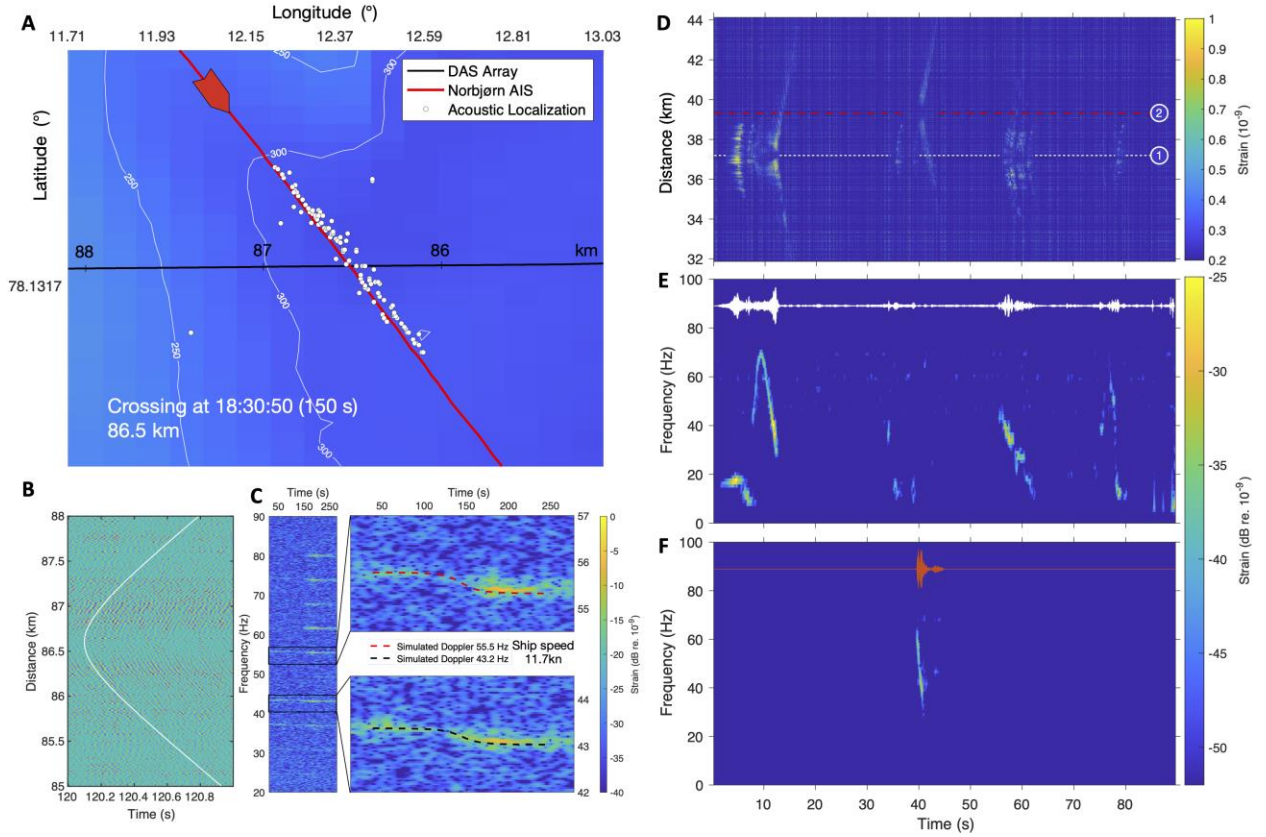 A
Longitude (°)
11.71 11.93 12.15 12.37 12.59 12.81 13.03
Latitude (°)
78.1317
DAS Array
Norbjørn AIS
Acoustic Localization
250
300
250
300
300
250
300
88 87 86 km
Crossing at 18:30:50 (150 s)
86.5 km
B
88
87.5
87
86.5
86
85.5
85
Distance (km)
120 120.2 120.4 120.6 120.8
Time (s)
C
Time (s)
50 150 250
90
80
70
60
50
40
30
20
Frequency (Hz)
Time (s)
50 100 150 200 250
57
56
55
Simulated Doppler 55.5 Hz
Simulated Doppler 43.2 Hz
Ship speed
11.7kn
44
43
42
0
-5
-10
-15
-20
-25
-30
-35
-40
Strain (dB re. 10⁻⁹)
D
44
42
40
38
36
34
32
Distance (km)
2
1
1
0.9
0.8
0.7
0.6
0.5
0.4
0.3
0.2
Strain (10⁻⁹)
E
100
80
60
40
20
0
Frequency (Hz)
F
100
80
60
40
20
0
Frequency (Hz)
10 20 30 40 50 60 70 80
Time (s)
-25
-30
-35
-40
-45
-50
Strain (dB re. 10⁻⁹)